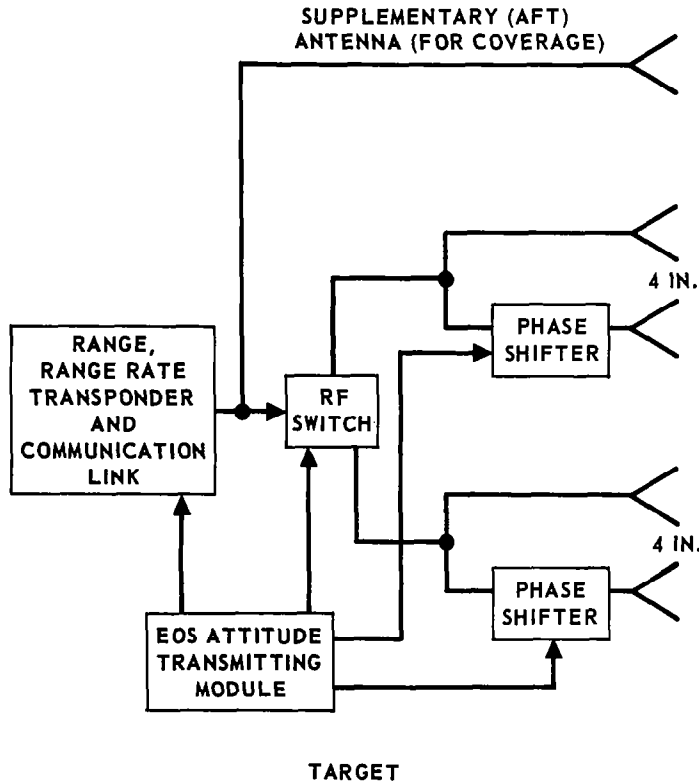 SUPPLEMENTARY (AFT)
ANTENNA (FOR COVERAGE)
4 IN.
PHASE
SHIFTER
RANGE,
RANGE RATE
TRANSPONDER
AND
COMMUNICATION
LINK
RF
SWITCH
4 IN.
PHASE
SHIFTER
EOS ATTITUDE
TRANSMITTING
MODULE
TARGET